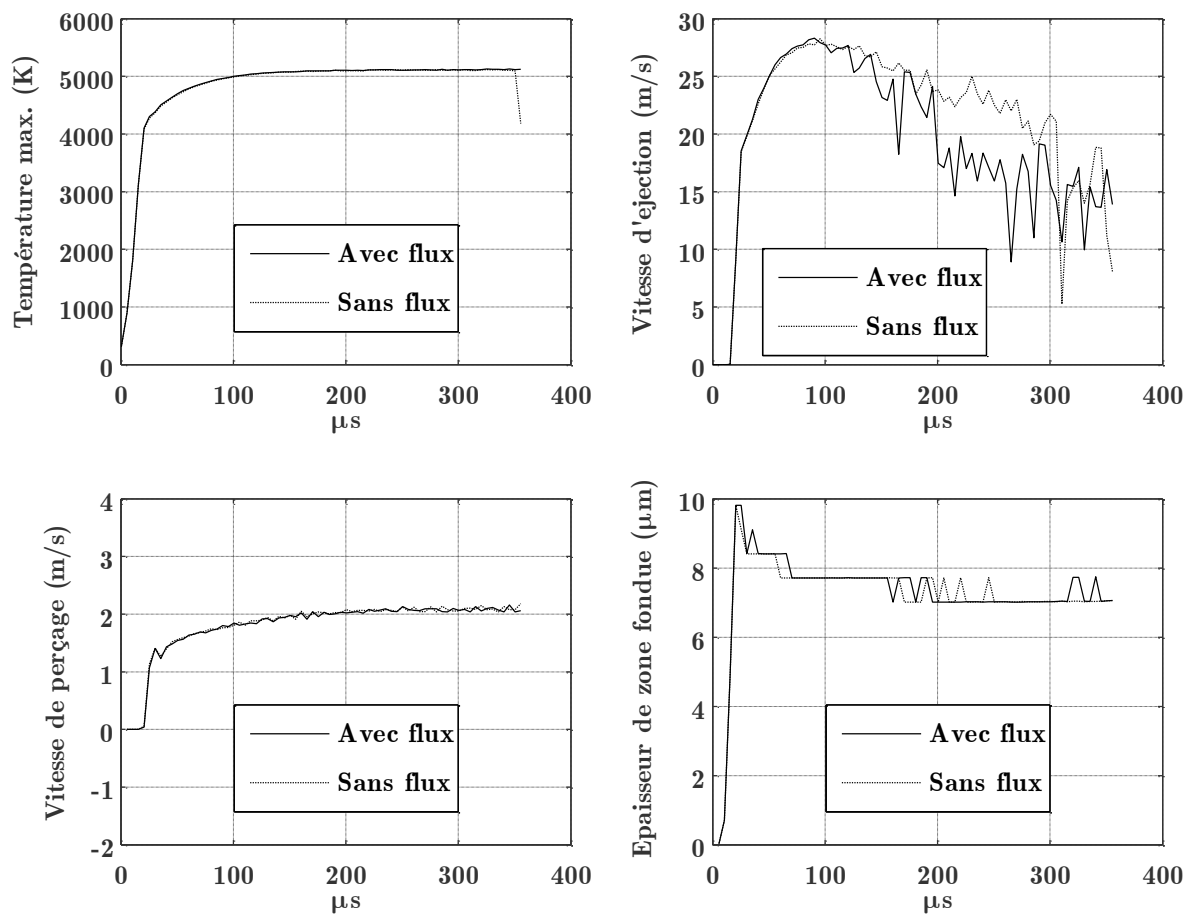 Température max. (K)
6000
5000
4000
3000
2000
1000
0
0 100 200 300 400
μs
Avec flux
Sans flux
Vitesse d'ejection (m/s)
30
25
20
15
10
5
0
0 100 200 300 400
μs
Avec flux
Sans flux
Vitesse de perçage (m/s)
4
3
2
1
0
-1
-2
0 100 200 300 400
μs
Avec flux
Sans flux
Epaisseur de zone fondue (μm)
10
8
6
4
2
0
0 100 200 300 400
μs
Avec flux
Sans flux